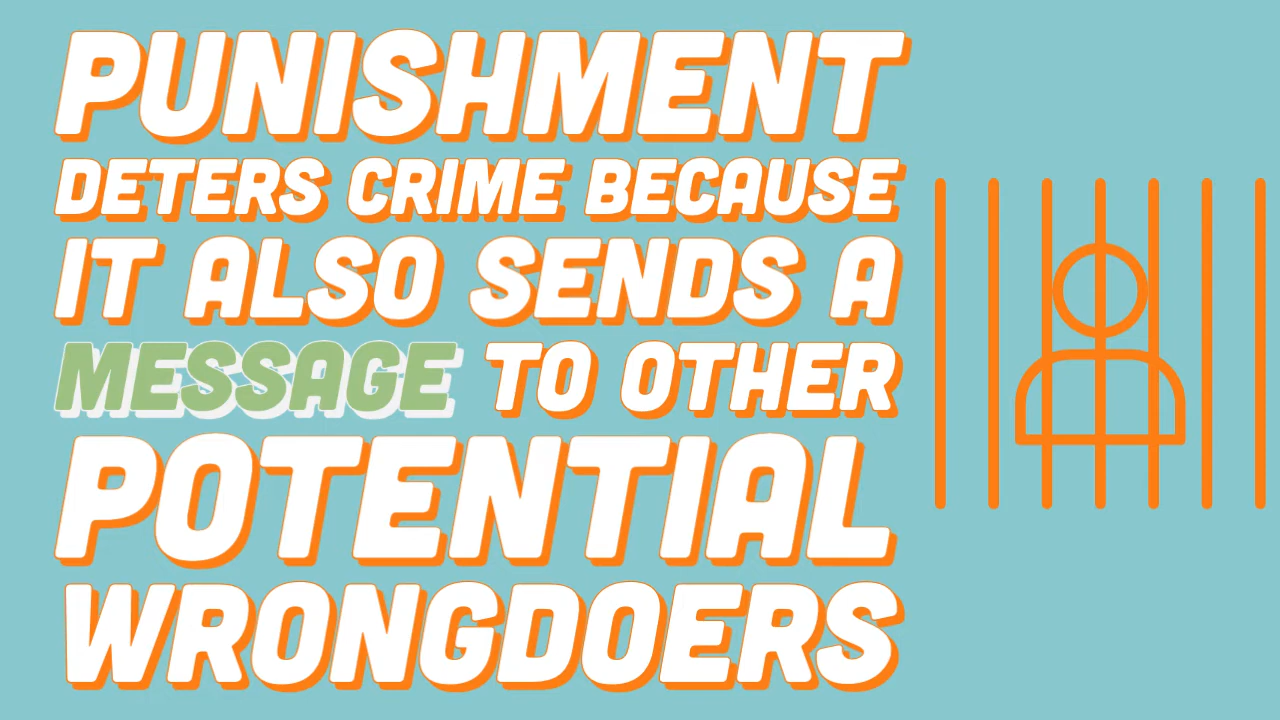 PUNISHMENT
DETERS CRIME BECAUSE
IT ALSO SENDS A
MESSAGE TO OTHER
POTENTIAL
WRONGDOERS